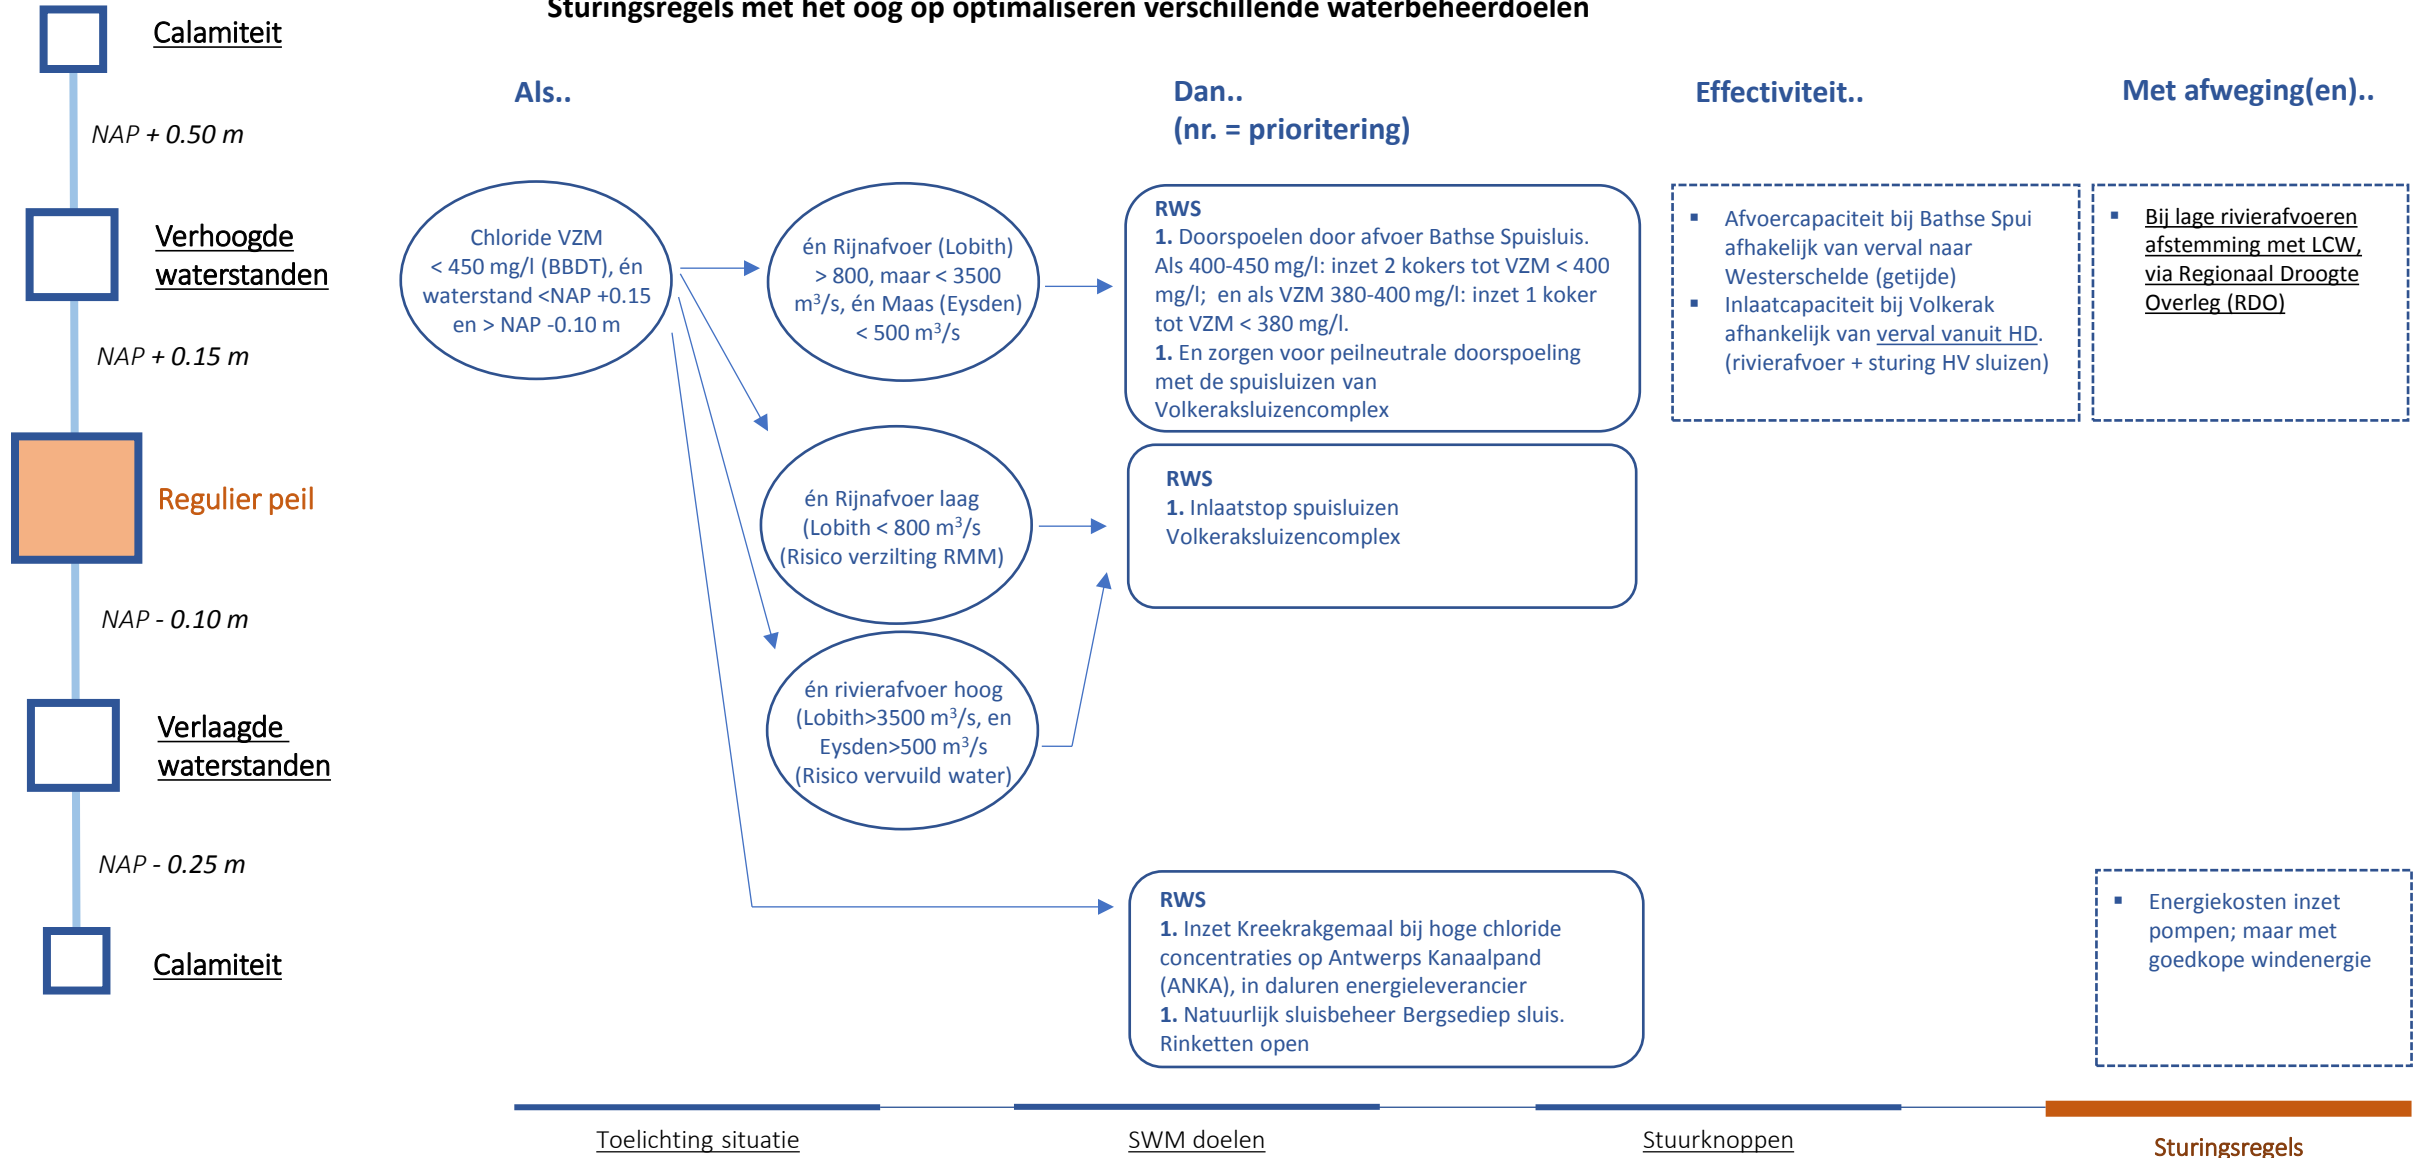 Sturingsregels met het oog op optimaliseren verschillende waterbeheerdoelen
Calamiteit
NAP + 0.50 m
Verhoogde
waterstanden
NAP + 0.15 m
Regulier peil
NAP - 0.10 m
Verlaagde
waterstanden
NAP - 0.25 m
Calamiteit
Als..
Dan..
(nr. = prioritering)
Effectiviteit..
Met afweging(en)..
Chloride VZM
< 450 mg/l (BBDT), én
waterstand <NAP +0.15
en > NAP -0.10 m
én Rijnafvoer (Lobith)
> 800, maar < 3500
m³/s, én Maas (Eysden)
< 500 m³/s
RWS
1. Doorspoelen door afvoer Bathse Spuisluis.
Als 400-450 mg/l: inzet 2 kokers tot VZM < 400
mg/l; en als VZM 380-400 mg/l: inzet 1 koker
tot VZM < 380 mg/l.
1. En zorgen voor peilneutrale doorspoeling
met de spuisluizen van
Volkeraksluizencomplex
▪ Afvoercapaciteit bij Bathse Spui
afhakelijk van verval naar
Westerschelde (getijde)
▪ Inlaatcapaciteit bij Volkerak
afhankelijk van verval vanuit HD.
(rivierafvoer + sturing HV sluizen)
▪ Bij lage rivierafvoeren
afstemming met LCW,
via Regionaal Droogte
Overleg (RDO)
én Rijnafvoer laag
(Lobith < 800 m³/s
(Risico verzilting RMM)
RWS
1. Inlaatstop spuisluizen
Volkeraksluizencomplex
én rivierafvoer hoog
(Lobith>3500 m³/s, en
Eysden>500 m³/s
(Risico vervuild water)
RWS
1. Inzet Kreekrakgemaal bij hoge chloride
concentraties op Antwerps Kanaalpand
(ANKA), in daluren energieleverancier
1. Natuurlijk sluisbeheer Bergsediep sluis.
Rinketten open
▪ Energiekosten inzet
pompen; maar met
goedkope windenergie
Toelichting situatie
SWM doelen
Stuurknoppen
Sturingsregels